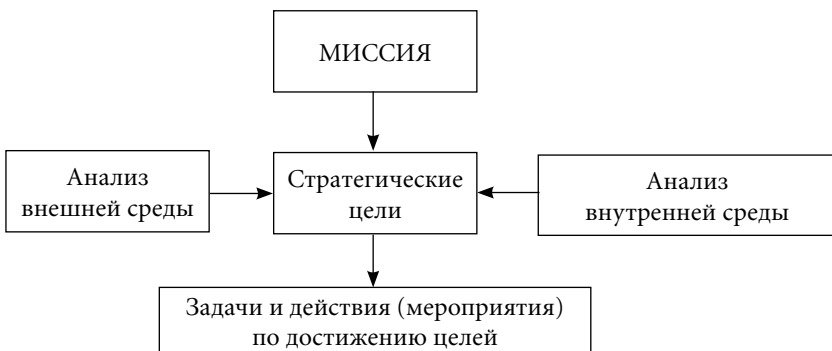 МИССИЯ
Анализ
внешней среды
Стратегические
цели
Анализ
внутренней среды
Задачи и действия (мероприятия)
по достижению целей